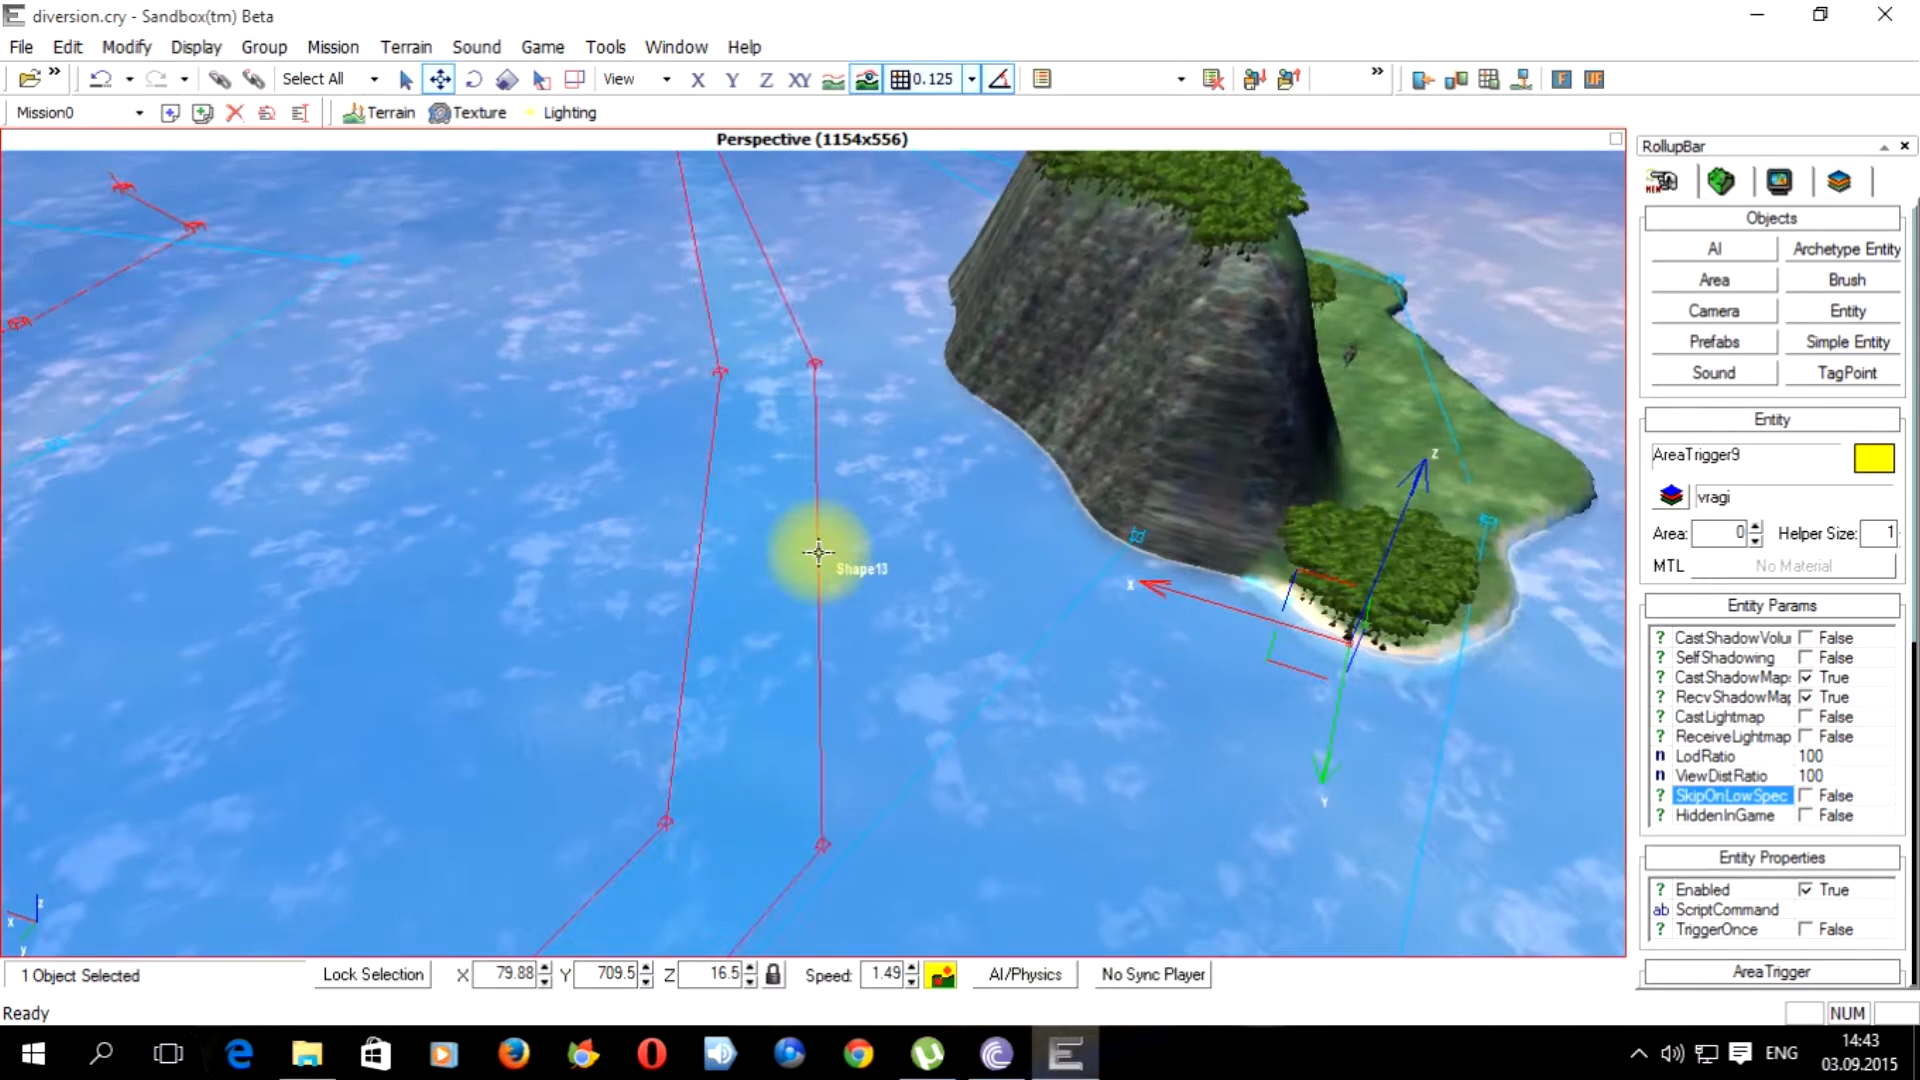 diversion.cry - Sandbox(tm) Beta
File Edit Modify Display Group Mission Terrain Sound Game Tools Window Help
» Select All View X Y Z XY 0.125 » F UF
Mission0 Terrain Texture Lighting
Perspective (1154x556)
Shape13
X
Z
Y
z
x
y
RollupBar
Objects
AI Archetype Entity
Area Brush
Camera Entity
Prefabs Simple Entity
Sound TagPoint
Entity
AreaTrigger9
vragi
Area: 0 Helper Size: 1
MTL No Material
Entity Params
? CastShadowVolu False
? SelfShadowing False
? CastShadowMap: True
? RecvShadowMap True
? CastLightmap False
? ReceiveLightmap False
n LodRatio 100
n ViewDistRatio 100
? SkipOnLowSpec False
? HiddenInGame False
Entity Properties
? Enabled True
ab ScriptCommand
? TriggerOnce False
AreaTrigger
1 Object Selected Lock Selection X 79.88 Y 709.5 Z 16.5 Speed: 1.49 AI/Physics No Sync Player
Ready NUM
ENG 14:43
03.09.2015